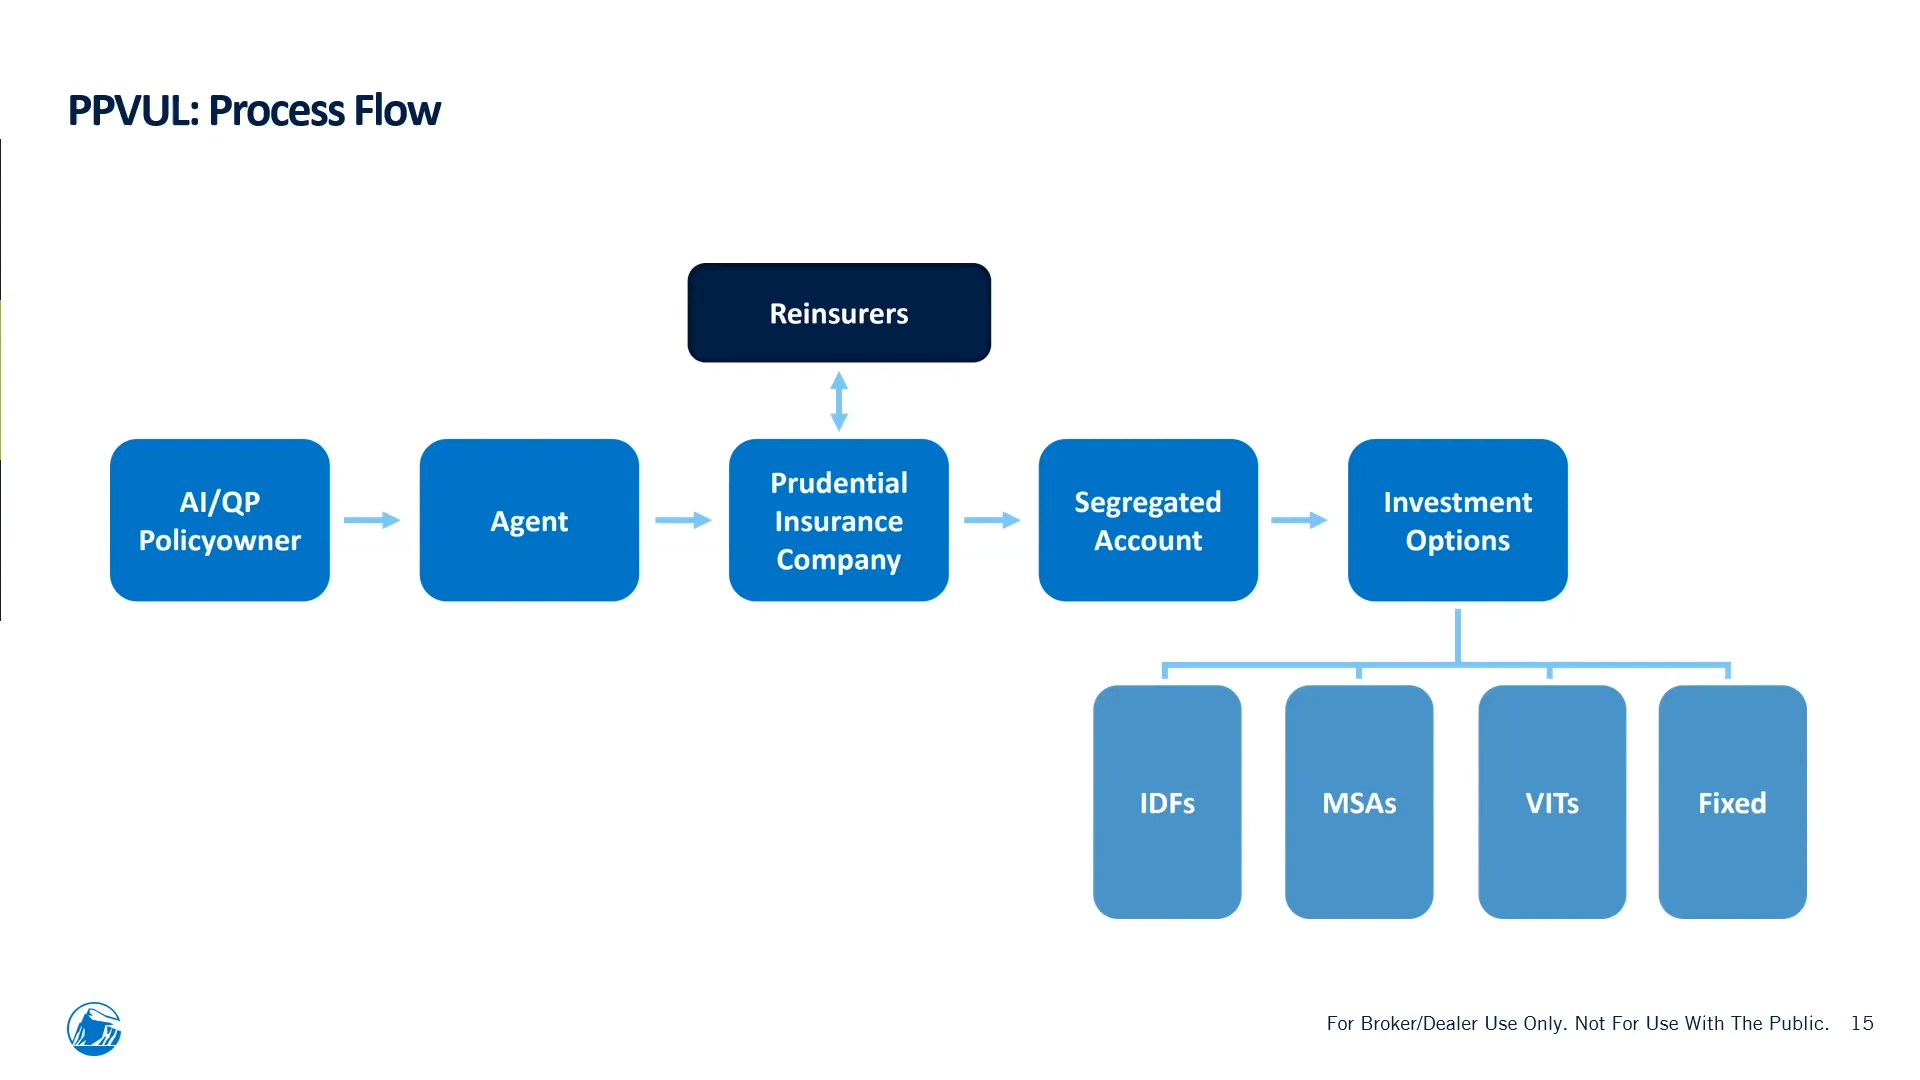 PPVUL: Process Flow
Reinsurers
AI/QP
Policyowner
Agent
Prudential
Insurance
Company
Segregated
Account
Investment
Options
IDFs
MSAs
VITs
Fixed
For Broker/Dealer Use Only. Not For Use With The Public. 15